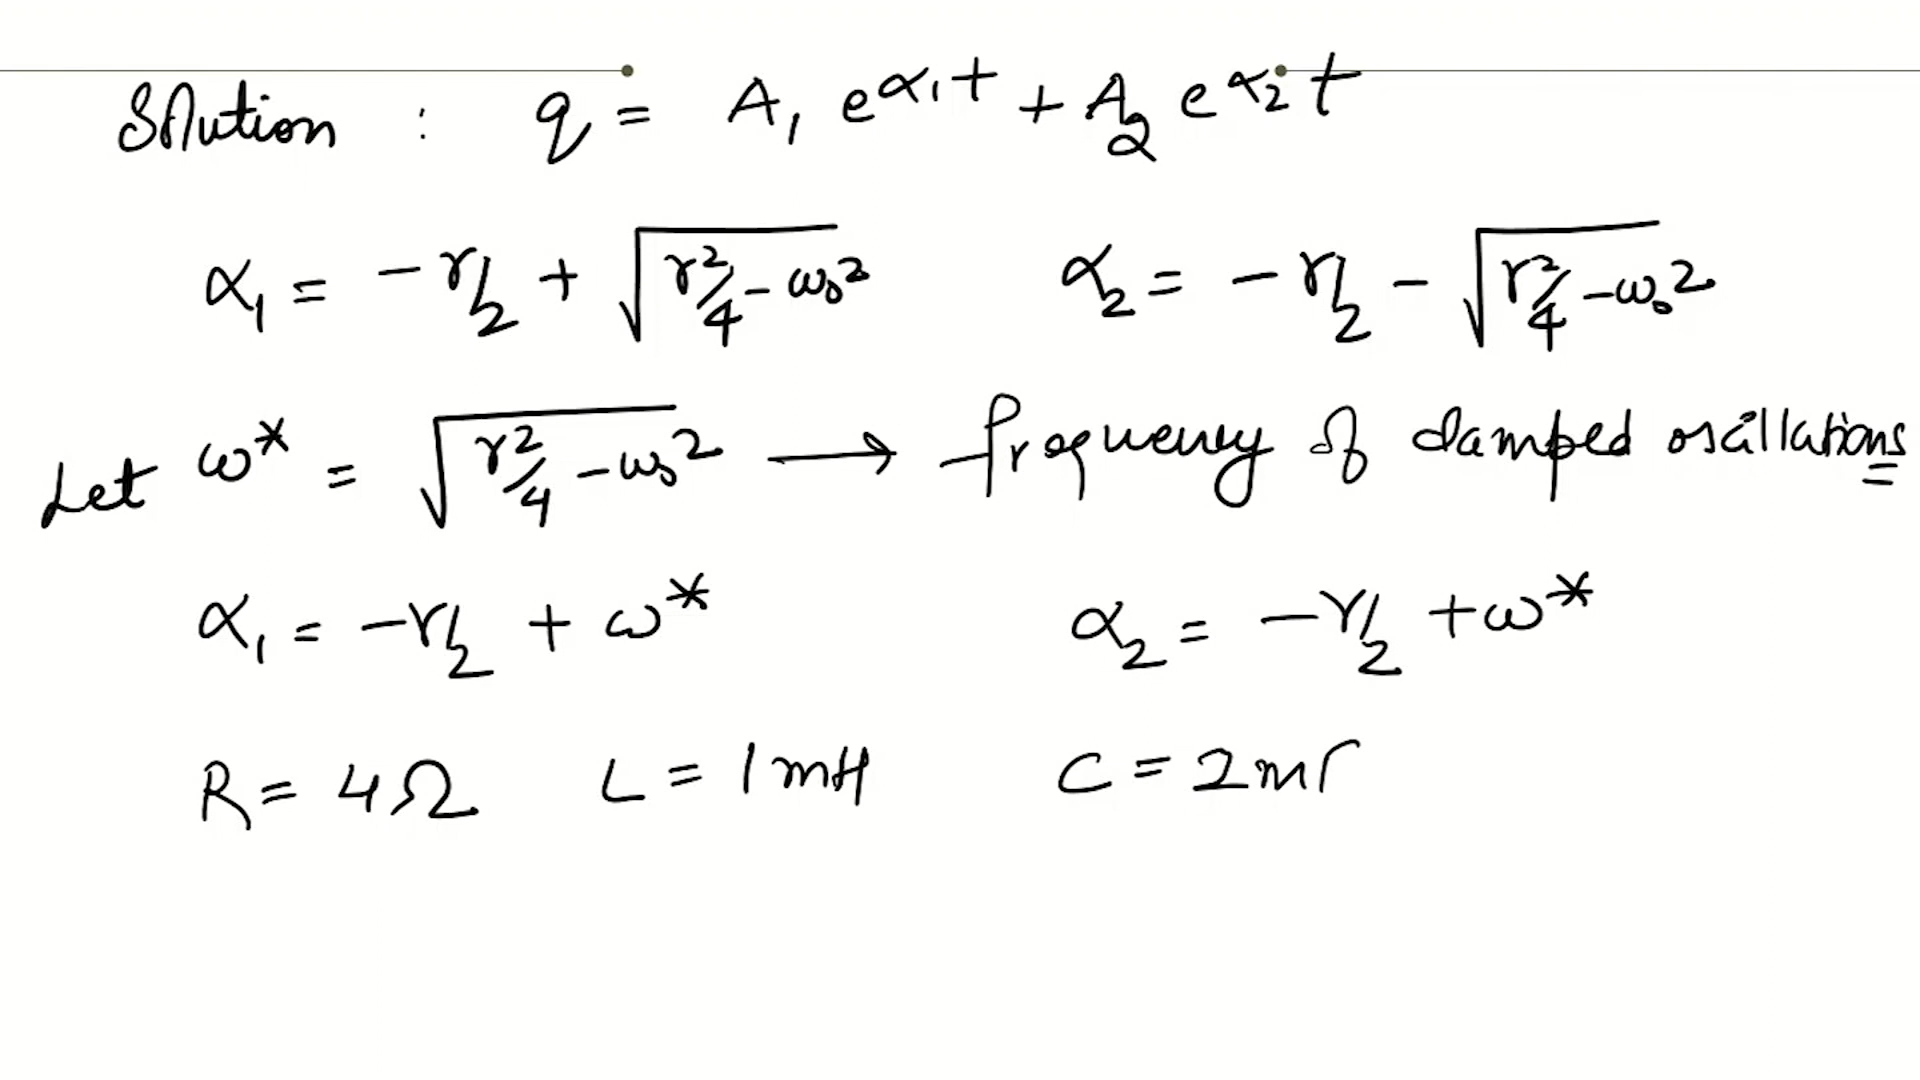 Solution : q = A₁ e^α₁t + A₂ e^α₂t
α₁ = -r/2 + √(r²/4 - ω₀²) α₂ = -r/2 - √(r²/4 - ω₀²)
Let ω* = √(r²/4 - ω₀²) → frequency of damped oscillations
α₁ = -r/2 + ω* α₂ = -r/2 + ω*
R = 4Ω L = 1mH C = 2m